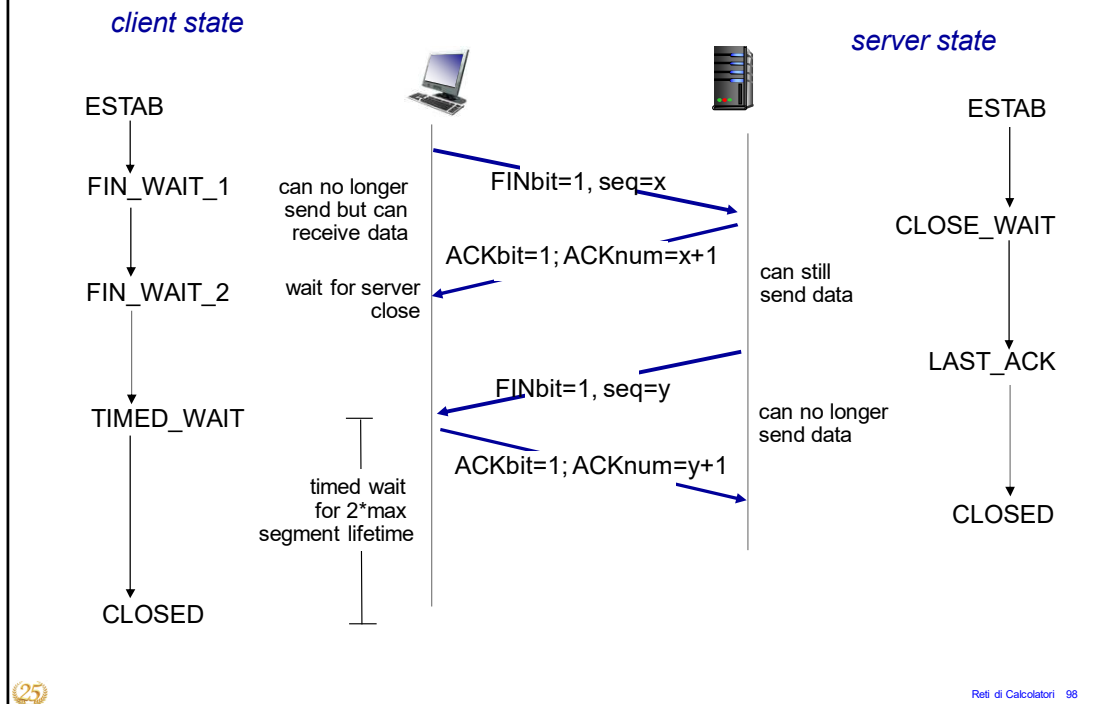 client state
server state
ESTAB
ESTAB
FIN_WAIT_1
can no longer
send but can
receive data
FINbit=1, seq=x
CLOSE_WAIT
ACKbit=1; ACKnum=x+1
FIN_WAIT_2
wait for server
close
can still
send data
LAST_ACK
FINbit=1, seq=y
TIMED_WAIT
can no longer
send data
ACKbit=1; ACKnum=y+1
timed wait
for 2*max
segment lifetime
CLOSED
CLOSED
25
Reti di Calcolatori 98